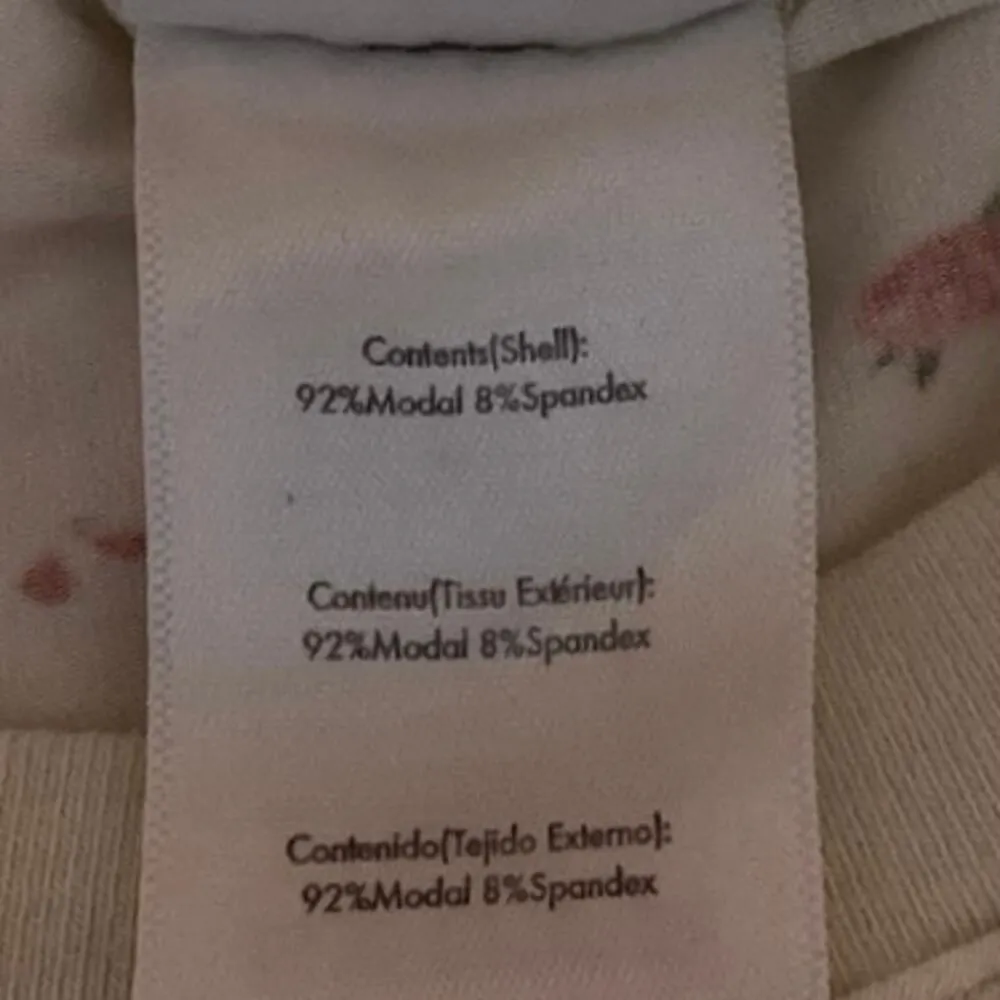 Contents(Shell):
92%Modal 8%Spandex
Contenu(Tissu Extérieur):
92%Modal 8%Spandex
Contenido(Tejido Externo):
92%Modal 8%Spandex